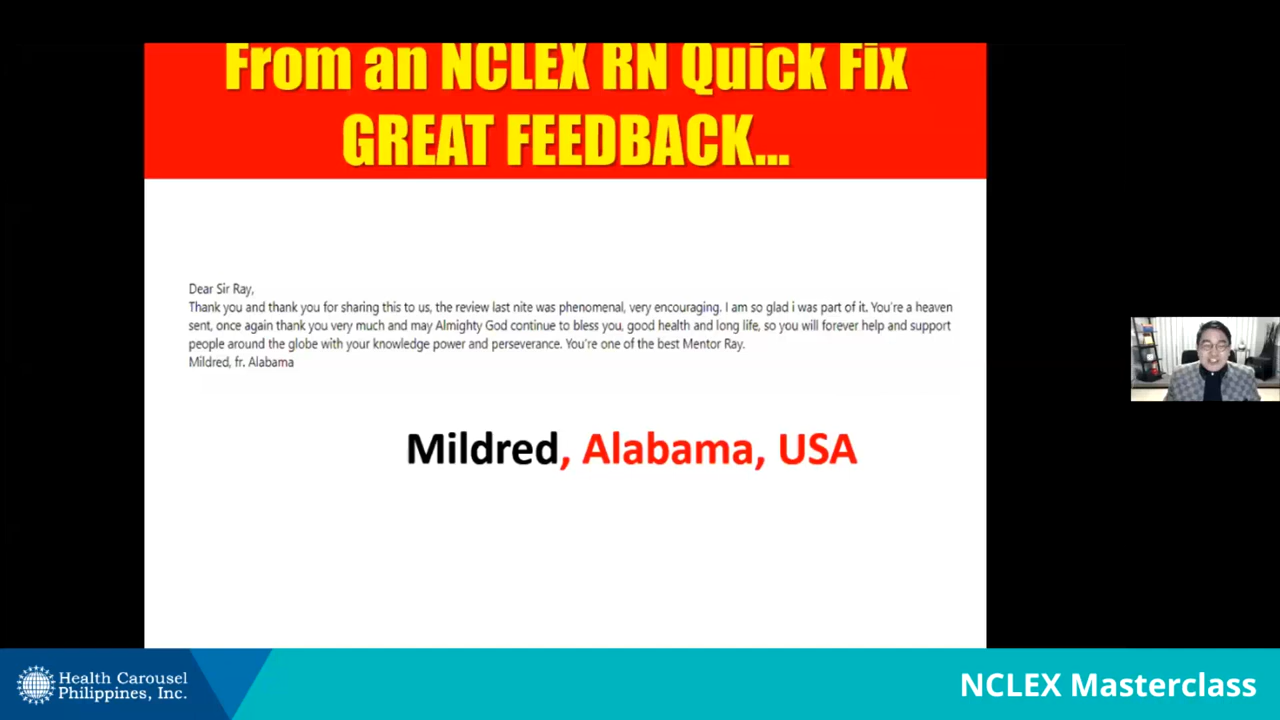 From an NCLEX RN Quick Fix
GREAT FEEDBACK...
Dear Sir Ray,
Thank you and thank you for sharing this to us, the review last nite was phenomenal, very encouraging. I am so glad i was part of it. You're a heaven
sent, once again thank you very much and may Almighty God continue to bless you, good health and long life, so you will forever help and support
people around the globe with your knowledge power and perseverance. You're one of the best Mentor Ray.
Mildred, fr. Alabama
Mildred, Alabama, USA
Health Carousel
Philippines, Inc.
NCLEX Masterclass